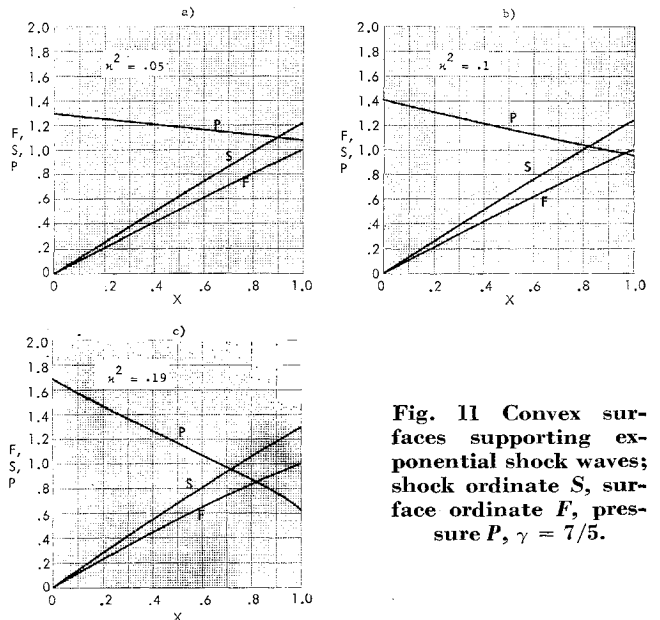 a)
2.0
1.8
1.6
1.4
1.2
1.0
.8
.6
.4
.2
0
F,
S,
P
ϰ² = .05
P
S
F
0 .2 .4 .6 .8 1.0
X
b)
2.0
1.8
1.6
1.4
1.2
1.0
.8
.6
.4
.2
0
F,
S,
P
ϰ² = .1
P
S
F
0 .2 .4 .6 .8 1.0
X
c)
2.0
1.8
1.6
1.4
1.2
1.0
.8
.6
.4
.2
0
F,
S,
P
ϰ² = .19
P
S
F
0 .2 .4 .6 .8 1.0
X
Fig. 11 Convex sur-
faces supporting ex-
ponential shock waves;
shock ordinate S, sur-
face ordinate F, pres-
sure P, γ = 7/5.